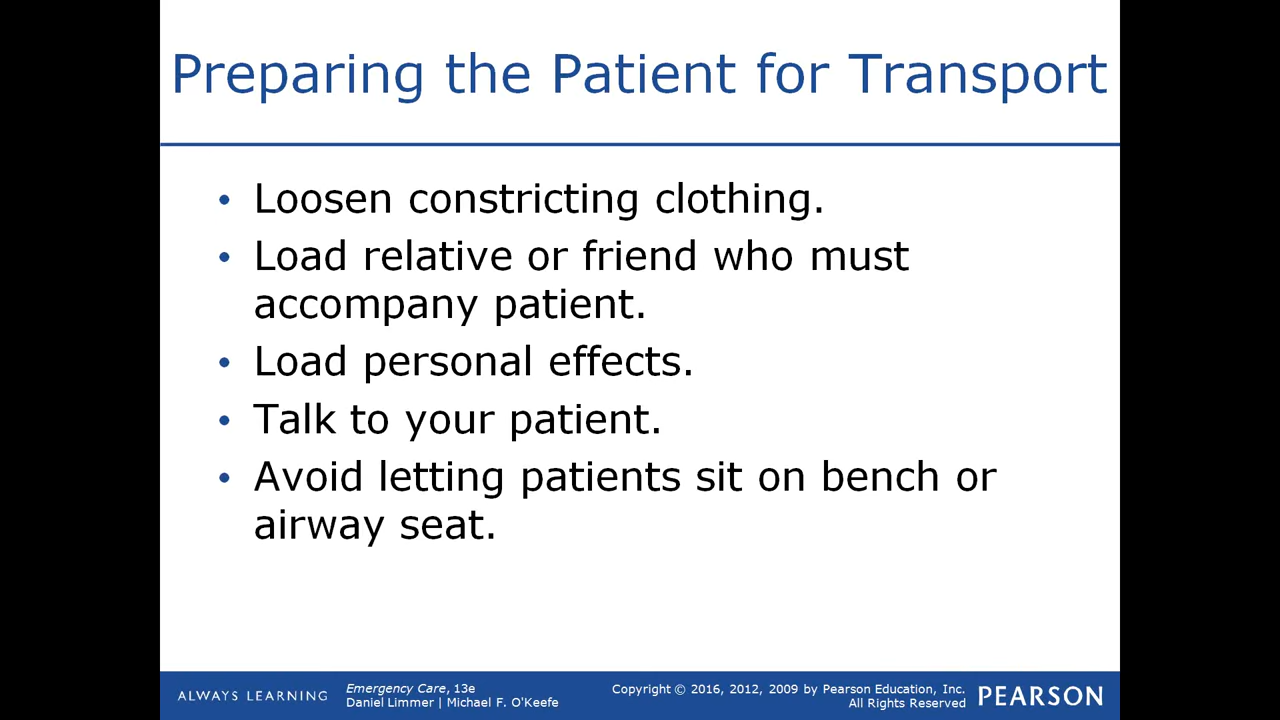 Preparing the Patient for Transport
• Loosen constricting clothing.
• Load relative or friend who must
accompany patient.
• Load personal effects.
• Talk to your patient.
• Avoid letting patients sit on bench or
airway seat.
ALWAYS LEARNING
Emergency Care, 13e
Daniel Limmer | Michael F. O'Keefe
Copyright © 2016, 2012, 2009 by Pearson Education, Inc.
All Rights Reserved
PEARSON